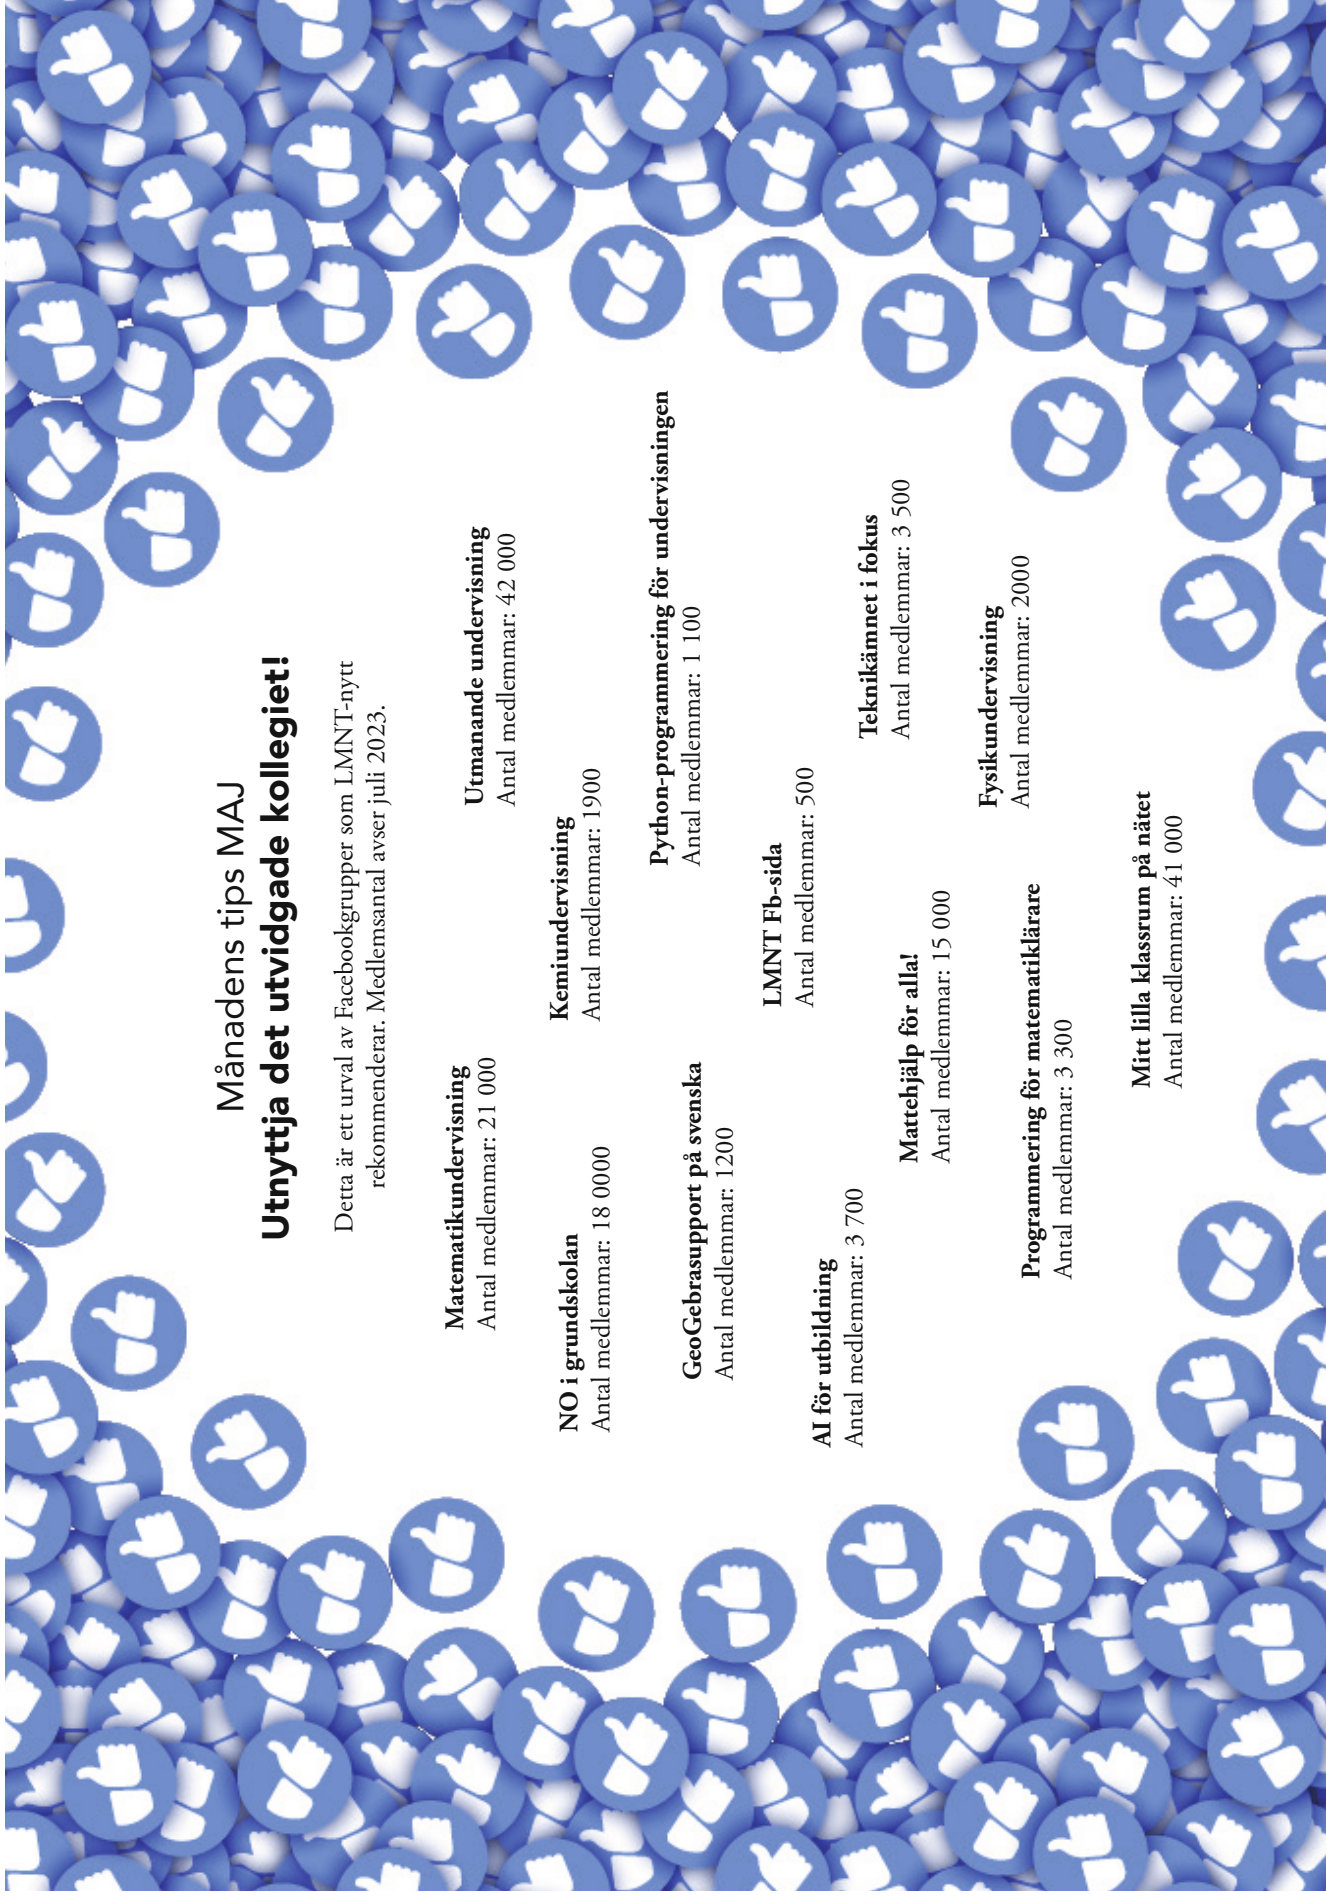 Månadens tips MAJ
Utnyttja det utvidgade kollegiet!
Detta är ett urval av Facebookgrupper som LMNT-nytt
rekommenderar. Medlemsantal avser juli 2023.
Matematikundervisning
Antal medlemmar: 21 000
Utmanande undervisning
Antal medlemmar: 42 000
Kemiundervisning
Antal medlemmar: 1900
NO i grundskolan
Antal medlemmar: 18 0000
Python-programmering för undervisningen
Antal medlemmar: 1 100
GeoGebrasupport på svenska
Antal medlemmar: 1200
LMNT Fb-sida
Antal medlemmar: 500
AI för utbildning
Antal medlemmar: 3 700
Teknikämnet i fokus
Antal medlemmar: 3 500
Mattehjälp för alla!
Antal medlemmar: 15 000
Fysikundervisning
Antal medlemmar: 2000
Programmering för matematiklärare
Antal medlemmar: 3 300
Mitt lilla klassrum på nätet
Antal medlemmar: 41 000